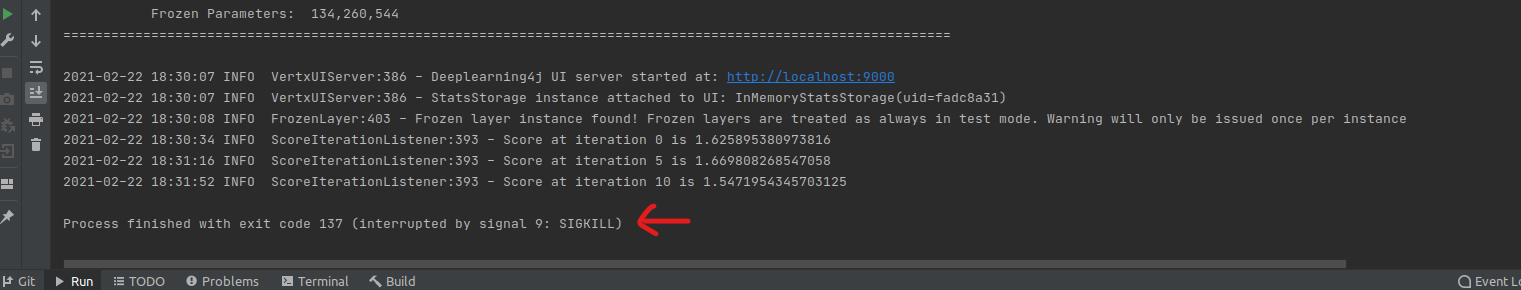 Frozen Parameters:  134,260,544
===============================================================================================================
2021-02-22 18:30:07 INFO  VertxUIServer:386 - Deeplearning4j UI server started at: http://localhost:9000
2021-02-22 18:30:07 INFO  VertxUIServer:386 - StatsStorage instance attached to UI: InMemoryStatsStorage(uid=fadc8a31)
2021-02-22 18:30:08 INFO  FrozenLayer:403 - Frozen layer instance found! Frozen layers are treated as always in test mode. Warning will only be issued once per instance
2021-02-22 18:30:34 INFO  ScoreIterationListener:393 - Score at iteration 0 is 1.625895380973816
2021-02-22 18:31:16 INFO  ScoreIterationListener:393 - Score at iteration 5 is 1.669808268547058
2021-02-22 18:31:52 INFO  ScoreIterationListener:393 - Score at iteration 10 is 1.5471954345703125
Process finished with exit code 137 (interrupted by signal 9: SIGKILL)
Git Run TODO Problems Terminal Build Event Lo